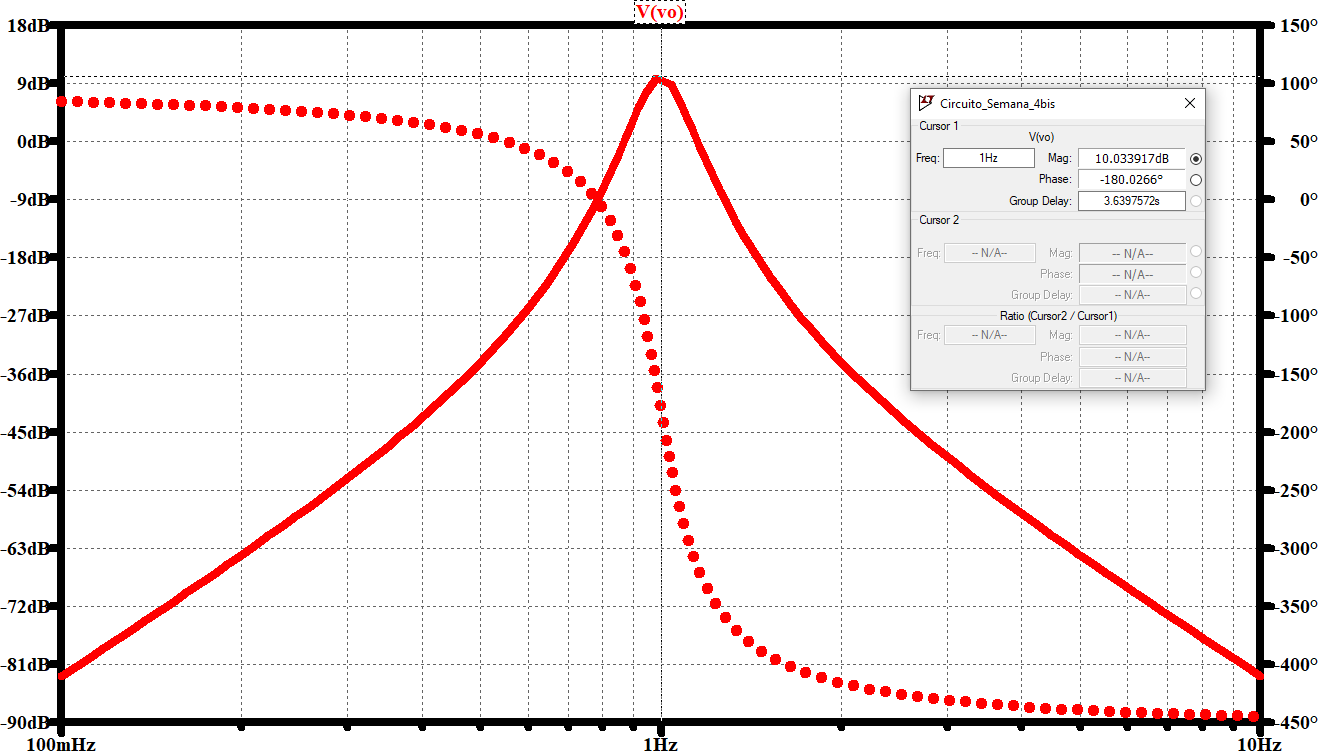 V(vo)
18dB
9dB
0dB
-9dB
-18dB
-27dB
-36dB
-45dB
-54dB
-63dB
-72dB
-81dB
-90dB
150°
100°
50°
0°
-50°
-100°
-150°
-200°
-250°
-300°
-350°
-400°
-450°
100mHz
1Hz
10Hz
Circuito_Semana_4bis
Cursor 1
V(vo)
Freq: 1Hz Mag: 10.033917dB
Phase: -180.0266°
Group Delay: 3.6397572s
Cursor 2
Freq: -- N/A-- Mag: -- N/A--
Phase: -- N/A--
Group Delay: -- N/A--
Ratio (Cursor2 / Cursor1)
Freq: -- N/A-- Mag: -- N/A--
Phase: -- N/A--
Group Delay: -- N/A--